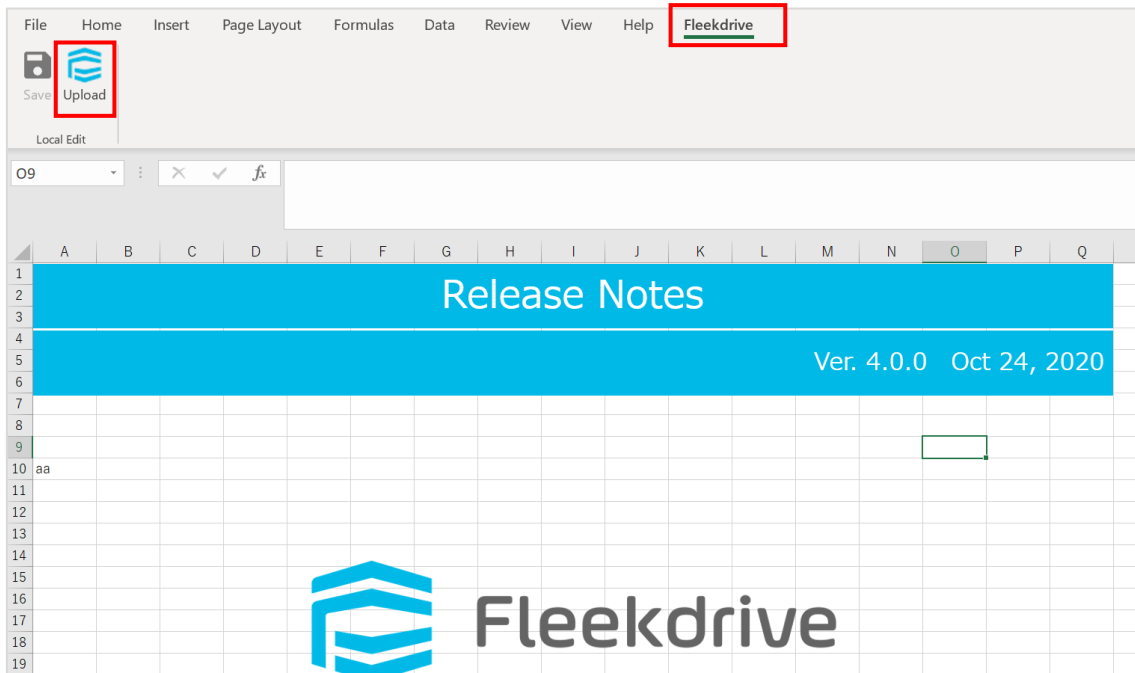 File Home Insert Page Layout Formulas Data Review View Help Fleekdrive
Save Upload
Local Edit
O9 fx
A B C D E F G H I J K L M N O P Q
1
2 Release Notes
3
4
5 Ver. 4.0.0 Oct 24, 2020
6
7
8
9
10 aa
11
12
13
14
15
16
17 Fleekdrive
18
19